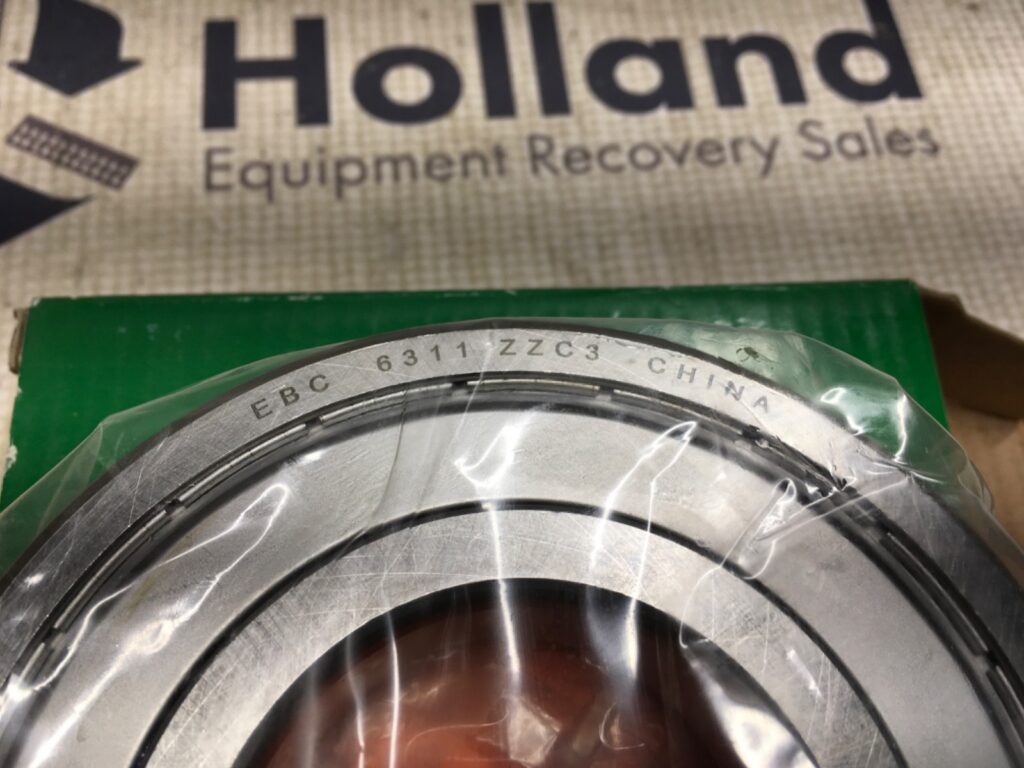 Holland
Equipment Recovery Sales
EBC 6311 ZZC3 CHINA